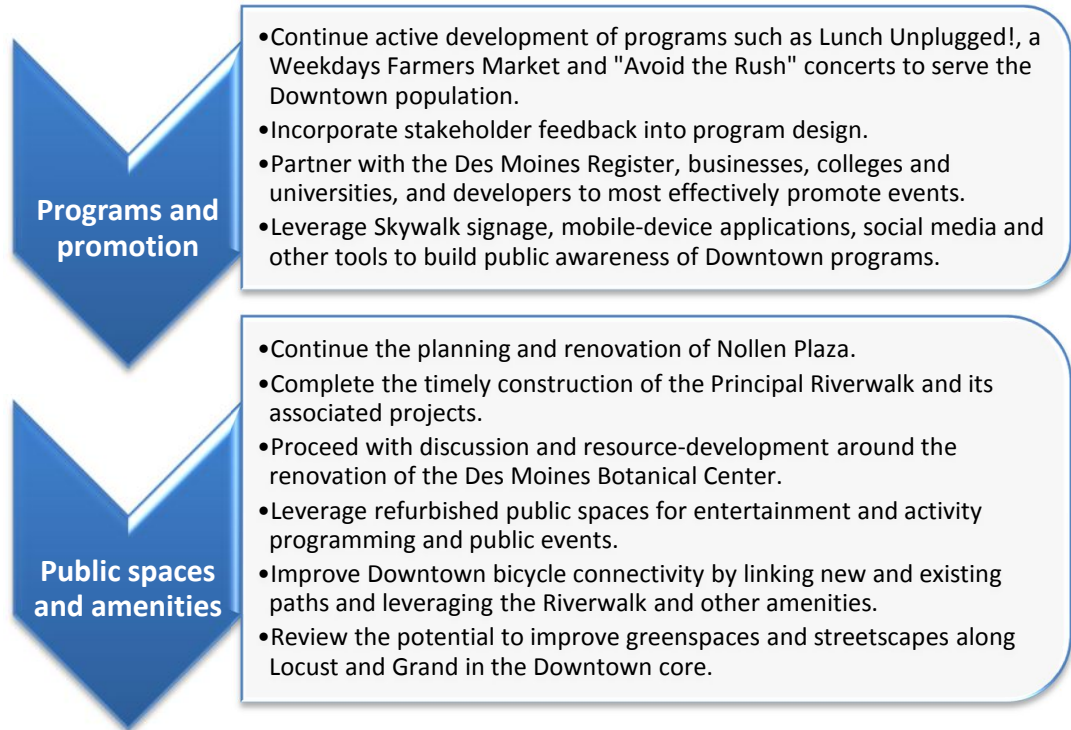 Programs and
promotion
•Continue active development of programs such as Lunch Unplugged!, a
Weekdays Farmers Market and "Avoid the Rush" concerts to serve the
Downtown population.
•Incorporate stakeholder feedback into program design.
•Partner with the Des Moines Register, businesses, colleges and
universities, and developers to most effectively promote events.
•Leverage Skywalk signage, mobile-device applications, social media and
other tools to build public awareness of Downtown programs.
Public spaces
and amenities
•Continue the planning and renovation of Nollen Plaza.
•Complete the timely construction of the Principal Riverwalk and its
associated projects.
•Proceed with discussion and resource-development around the
renovation of the Des Moines Botanical Center.
•Leverage refurbished public spaces for entertainment and activity
programming and public events.
•Improve Downtown bicycle connectivity by linking new and existing
paths and leveraging the Riverwalk and other amenities.
•Review the potential to improve greenspaces and streetscapes along
Locust and Grand in the Downtown core.